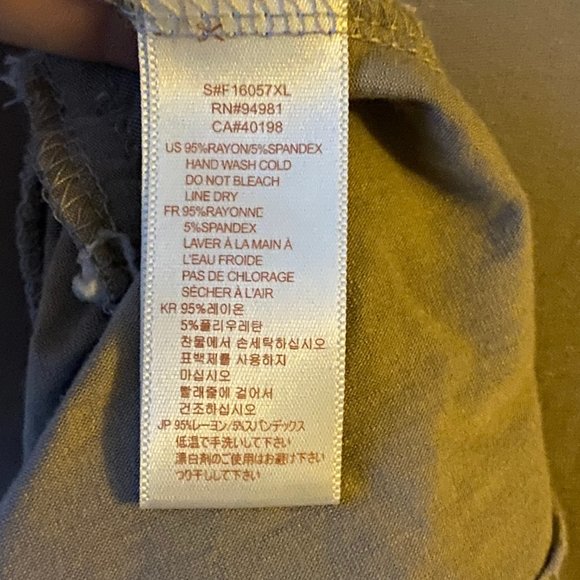 S#F16057XL
RN#94981
CA#40198
US 95%RAYON/5%SPANDEX
HAND WASH COLD
DO NOT BLEACH
LINE DRY
FR 95%RAYONNE
5%SPANDEX
LAVER À LA MAIN À
L'EAU FROIDE
PAS DE CHLORAGE
SÉCHER À L'AIR
KR 95%레이온
5%폴리우레탄
찬물에서 손세탁하십시오
표백제를 사용하지
마십시오
빨래줄에 걸어서
건조하십시오
JP 95%レーヨン/5%スパンデックス
低温で手洗いして下さい
漂白剤のご使用はお避け下さい
つり干しして下さい